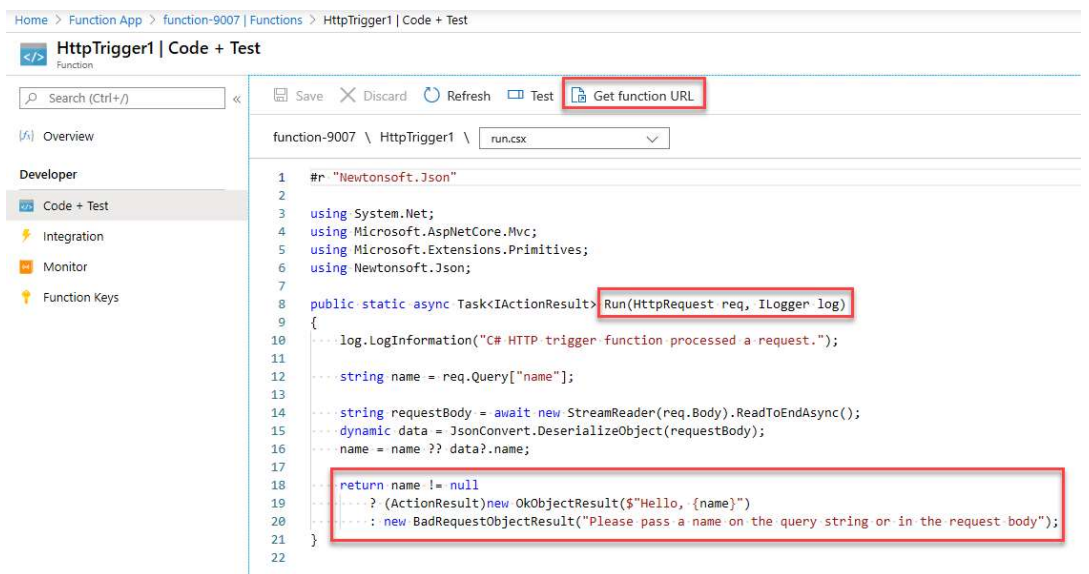 Home > Function App > function-9007 | Functions > HttpTrigger1 | Code + Test
HttpTrigger1 | Code + Test
Function
Search (Ctrl+/)
«
Save Discard Refresh Test Get function URL
Overview
function-9007 \ HttpTrigger1 \ run.csx
Developer
Code + Test
Integration
Monitor
Function Keys
1 #r "Newtonsoft.Json"
2
3 using System.Net;
4 using Microsoft.AspNetCore.Mvc;
5 using Microsoft.Extensions.Primitives;
6 using Newtonsoft.Json;
7
8 public static async Task<IActionResult> Run(HttpRequest req, ILogger log)
9 {
10     log.LogInformation("C# HTTP trigger function processed a request.");
11
12     string name = req.Query["name"];
13
14     string requestBody = await new StreamReader(req.Body).ReadToEndAsync();
15     dynamic data = JsonConvert.DeserializeObject(requestBody);
16     name = name ?? data?.name;
17
18     return name != null
19         ? (ActionResult)new OkObjectResult($"Hello, {name}")
20         : new BadRequestObjectResult("Please pass a name on the query string or in the request body");
21 }
22